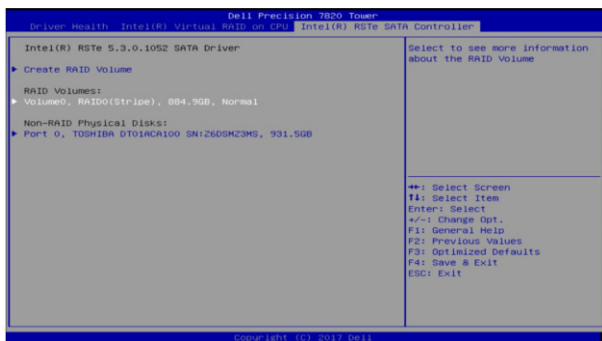 Dell Precision 7820 Tower
Driver Health Intel(R) Virtual RAID on CPU Intel(R) RSTe SATA Controller
Intel(R) RSTe 5.3.0.1052 SATA Driver
Create RAID Volume
RAID Volumes:
Volume0, RAID0(Stripe), 884.9GB, Normal
Non-RAID Physical Disks:
Port 0, TOSHIBA DT01ACA100 SN:Z6DSMZ3MS, 931.5GB
Select to see more information
about the RAID Volume
→←: Select Screen
↑↓: Select Item
Enter: Select
+/-: Change Opt.
F1: General Help
F2: Previous Values
F3: Optimized Defaults
F4: Save & Exit
ESC: Exit
Copyright (C) 2017 Dell